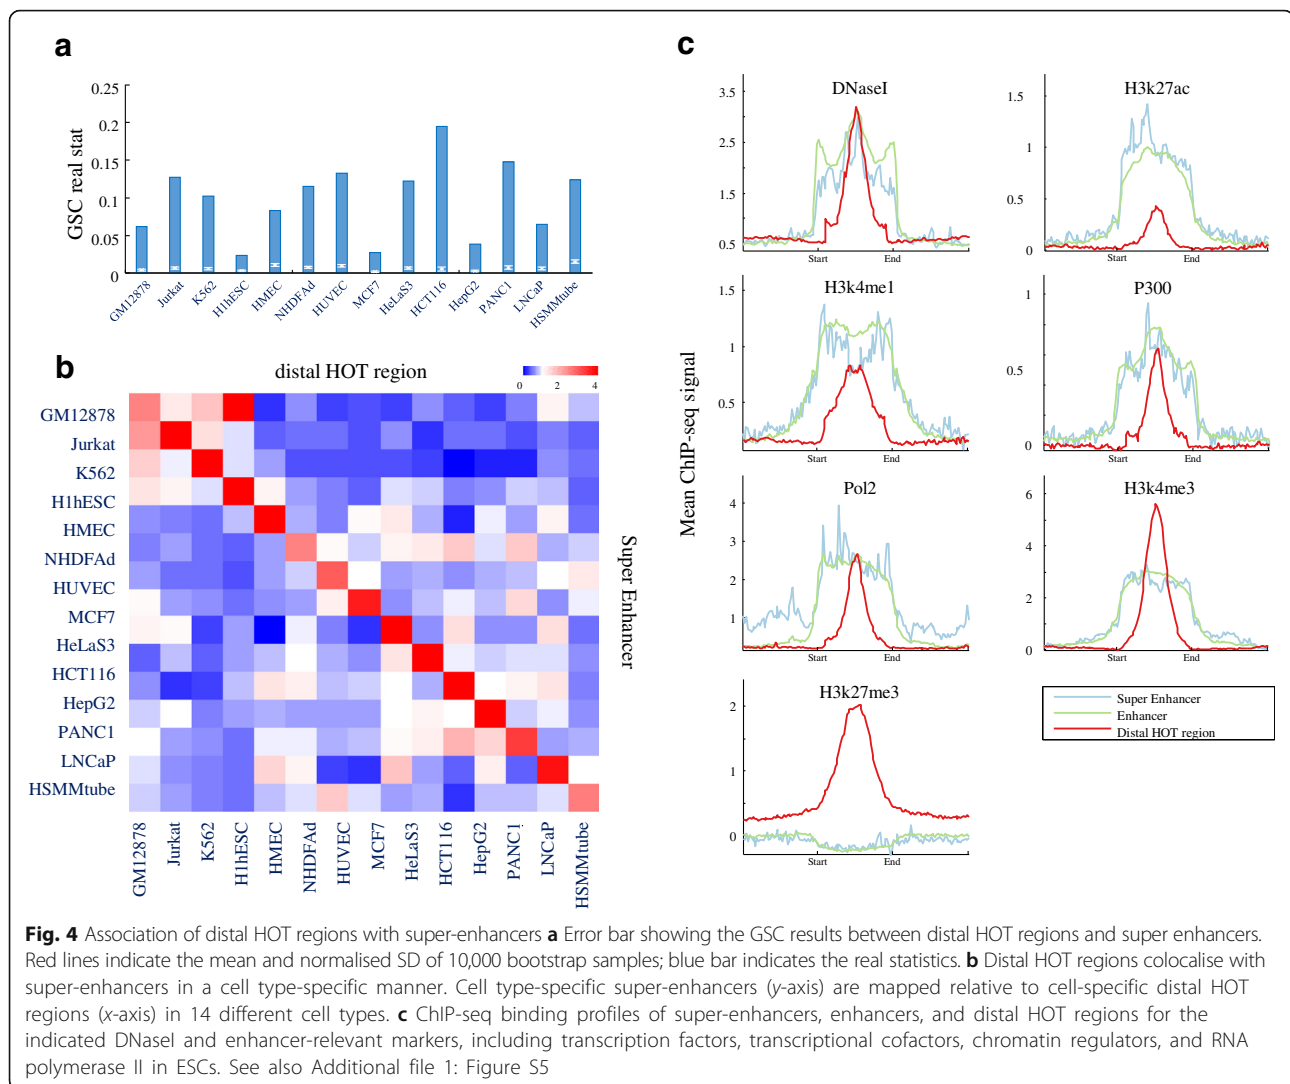 a
GSC real stat
0.25
0.2
0.15
0.1
0.05
0
GM12878
Jurkat
K562
H1hESC
HMEC
NHDFAd
HUVEC
MCF7
HeLaS3
HCT116
HepG2
PANC1
LNCaP
HSMMtube
b
distal HOT region
0 2 4
GM12878
Jurkat
K562
H1hESC
HMEC
NHDFAd
HUVEC
MCF7
HeLaS3
HCT116
HepG2
PANC1
LNCaP
HSMMtube
Super Enhancer
GM12878
Jurkat
K562
H1hESC
HMEC
NHDFAd
HUVEC
MCF7
HeLaS3
HCT116
HepG2
PANC1
LNCaP
HSMMtube
c
Mean ChIP-seq signal
DNaseI
3.5
2.5
1.5
0.5
Start End
H3k27ac
1.5
1
0.5
0
Start End
H3k4me1
1.5
1
0.5
Start End
P300
1
0.5
0
Start End
Pol2
4
3
2
1
Start End
H3k4me3
6
4
2
0
Start End
H3k27me3
2
1
0
Start End
Super Enhancer
Enhancer
Distal HOT region
Fig. 4 Association of distal HOT regions with super-enhancers a Error bar showing the GSC results between distal HOT regions and super enhancers.
Red lines indicate the mean and normalised SD of 10,000 bootstrap samples; blue bar indicates the real statistics. b Distal HOT regions colocalise with
super-enhancers in a cell type-specific manner. Cell type-specific super-enhancers (y-axis) are mapped relative to cell-specific distal HOT
regions (x-axis) in 14 different cell types. c ChIP-seq binding profiles of super-enhancers, enhancers, and distal HOT regions for the
indicated DNaseI and enhancer-relevant markers, including transcription factors, transcriptional cofactors, chromatin regulators, and RNA
polymerase II in ESCs. See also Additional file 1: Figure S5